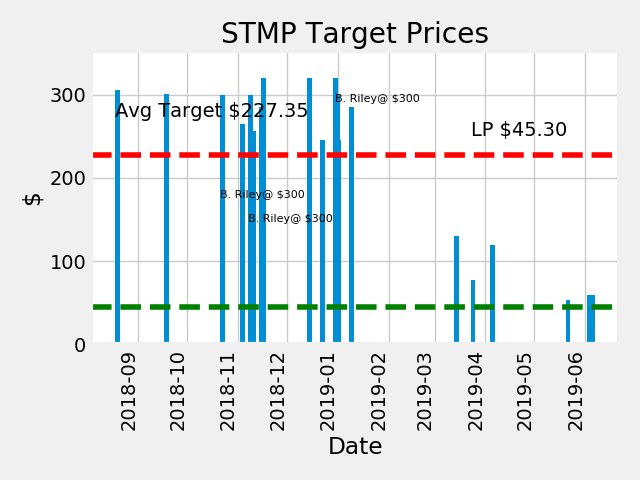 STMP Target Prices
300
200
100
0
$
Avg Target $227.35
B. Riley@ $300
LP $45.30
B. Riley@ $300
B. Riley@ $300
2018-09
2018-10
2018-11
2018-12
2019-01
2019-02
2019-03
2019-04
2019-05
2019-06
Date